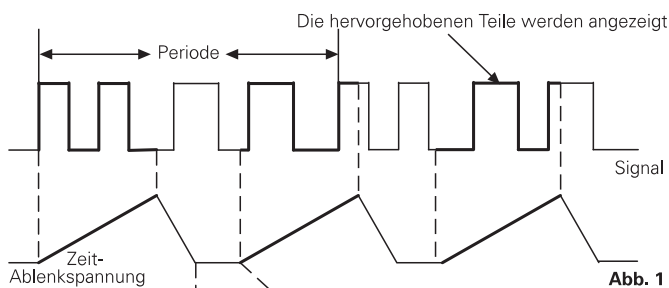 Die hervorgehobenen Teile werden angezeigt
Periode
Signal
Zeit-
Ablenkspannung
Abb. 1